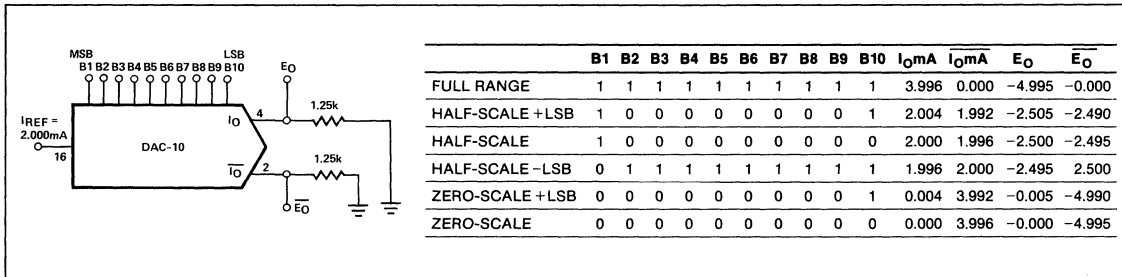 MSB LSB
B1 B2 B3 B4 B5 B6 B7 B8 B9 B10 EO
1.25k
4
IO
IREF =
2.000mA
16
DAC-10
1.25k
IO 2
EO
B1 B2 B3 B4 B5 B6 B7 B8 B9 B10 IOmA IOmA EO EO
FULL RANGE 1 1 1 1 1 1 1 1 1 1 3.996 0.000 −4.995 −0.000
HALF-SCALE +LSB 1 0 0 0 0 0 0 0 0 1 2.004 1.992 −2.505 −2.490
HALF-SCALE 1 0 0 0 0 0 0 0 0 0 2.000 1.996 −2.500 −2.495
HALF-SCALE −LSB 0 1 1 1 1 1 1 1 1 1 1.996 2.000 −2.495 2.500
ZERO-SCALE +LSB 0 0 0 0 0 0 0 0 0 1 0.004 3.992 −0.005 −4.990
ZERO-SCALE 0 0 0 0 0 0 0 0 0 0 0.000 3.996 −0.000 −4.995